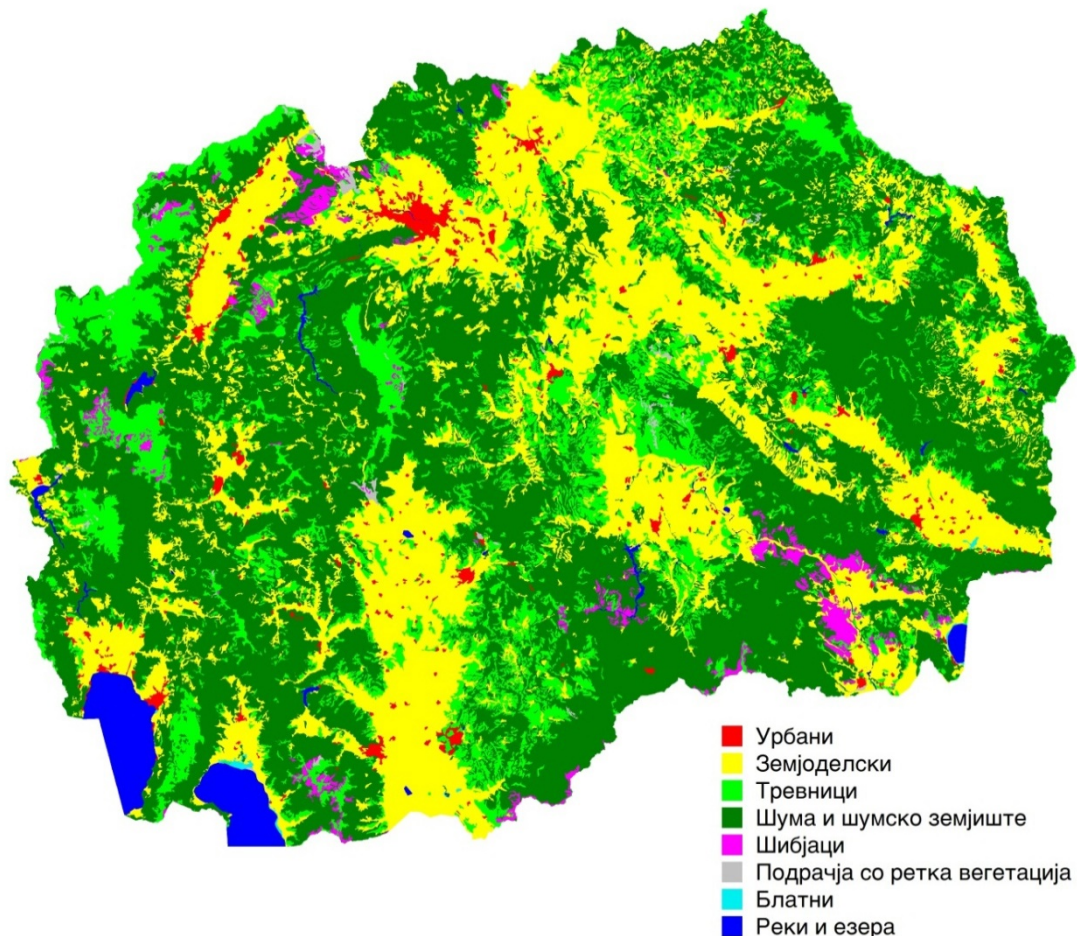 Урбани
Земјоделски
Тревници
Шума и шумско земјиште
Шибјаци
Подрачја со ретка вегетација
Блатни
Реки и езера